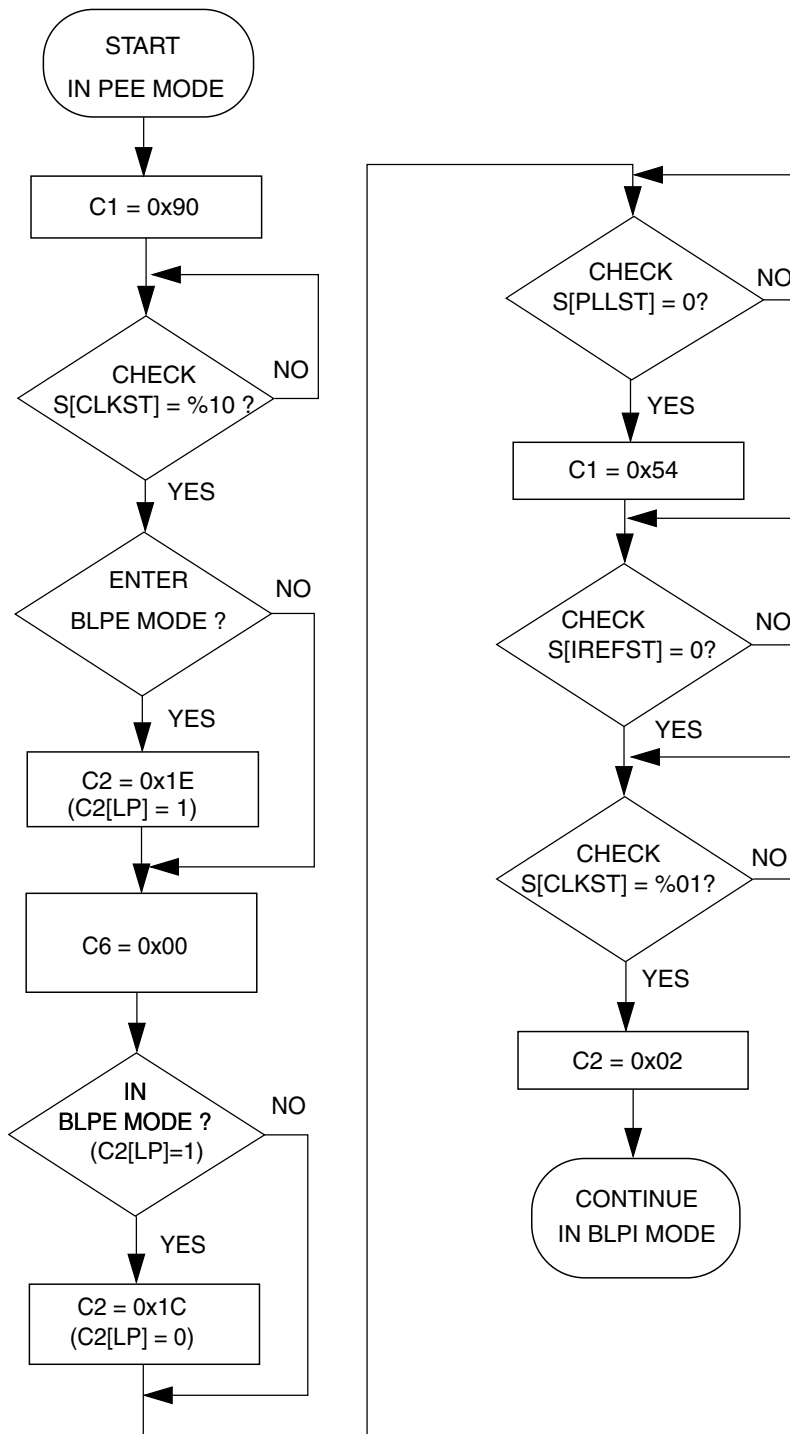 START
IN PEE MODE
C1 = 0x90
CHECK
S[CLKST] = %10 ?
NO
YES
ENTER
BLPE MODE ?
NO
YES
C2 = 0x1E
(C2[LP] = 1)
C6 = 0x00
IN
BLPE MODE ?
(C2[LP]=1)
NO
YES
C2 = 0x1C
(C2[LP] = 0)
CHECK
S[PLLST] = 0?
NO
YES
C1 = 0x54
CHECK
S[IREFST] = 0?
NO
YES
CHECK
S[CLKST] = %01?
NO
YES
C2 = 0x02
CONTINUE
IN BLPI MODE